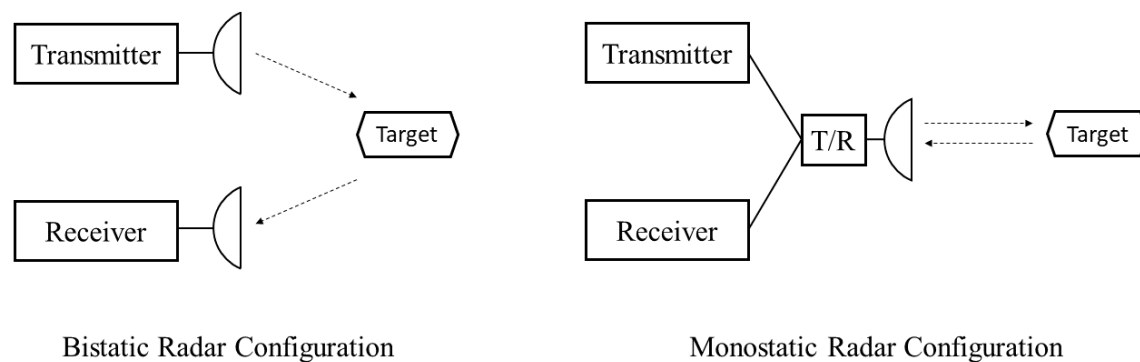 Transmitter
Target
Receiver
Bistatic Radar Configuration
Transmitter
T/R
Target
Receiver
Monostatic Radar Configuration